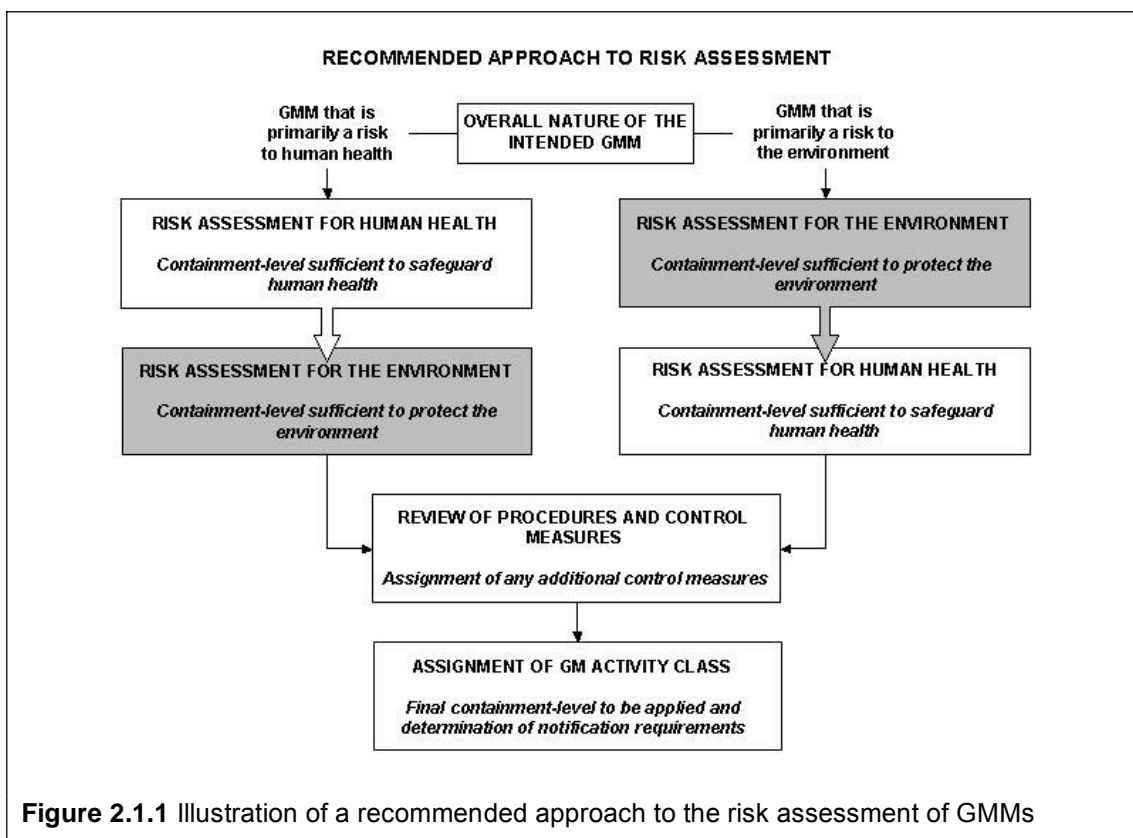 RECOMMENDED APPROACH TO RISK ASSESSMENT
GMM that is
primarily a risk
to human health
OVERALL NATURE OF THE
INTENDED GMM
GMM that is
primarily a risk to
the environment
RISK ASSESSMENT FOR HUMAN HEALTH
Containment-level sufficient to safeguard
human health
RISK ASSESSMENT FOR THE ENVIRONMENT
Containment-level sufficient to protect the
environment
RISK ASSESSMENT FOR THE ENVIRONMENT
Containment-level sufficient to protect the
environment
RISK ASSESSMENT FOR HUMAN HEALTH
Containment-level sufficient to safeguard
human health
REVIEW OF PROCEDURES AND CONTROL
MEASURES
Assignment of any additional control measures
ASSIGNMENT OF GM ACTIVITY CLASS
Final containment-level to be applied and
determination of notification requirements
Figure 2.1.1 Illustration of a recommended approach to the risk assessment of GMMs